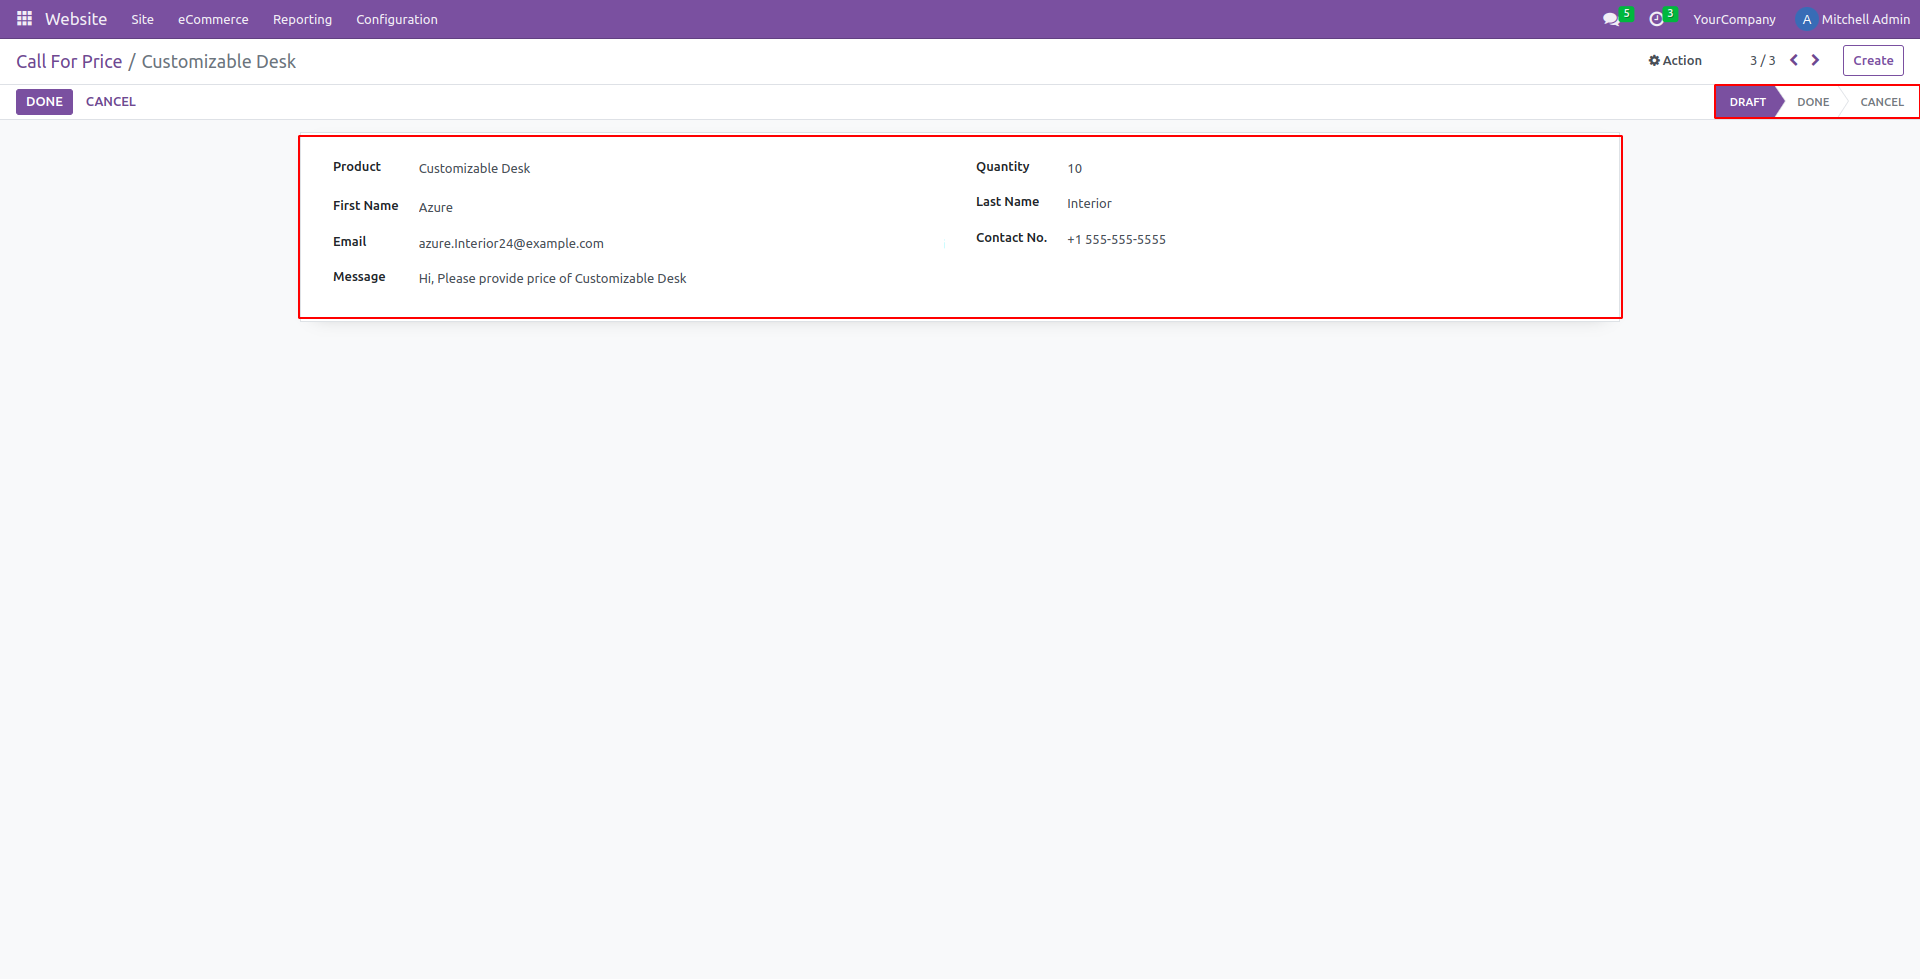 Website Site eCommerce Reporting Configuration 5 3 YourCompany A Mitchell Admin
Call For Price / Customizable Desk Action 3 / 3 Create
DONE CANCEL DRAFT DONE CANCEL
Product Customizable Desk Quantity 10
First Name Azure Last Name Interior
Email azure.Interior24@example.com Contact No. +1 555-555-5555
Message Hi, Please provide price of Customizable Desk